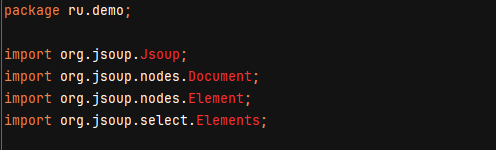 package ru.demo;
import org.jsoup.Jsoup;
import org.jsoup.nodes.Document;
import org.jsoup.nodes.Element;
import org.jsoup.select.Elements;